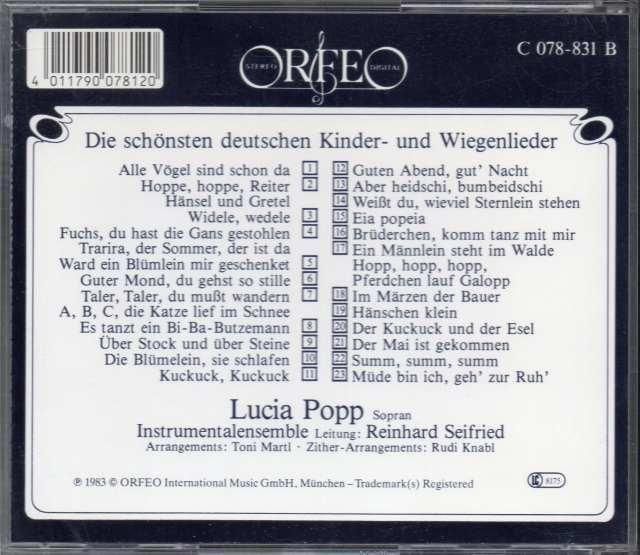 4 011790 078120
STEREO ORFEO DIGITAL
C 078-831 B
Die schönsten deutschen Kinder- und Wiegenlieder
Alle Vögel sind schon da 1
Hoppe, hoppe, Reiter 2
Hänsel und Gretel
Widele, wedele 3
Fuchs, du hast die Gans gestohlen 4
Trarira, der Sommer, der ist da
Ward ein Blümlein mir geschenket 5
Guter Mond, du gehst so stille 6
Taler, Taler, du mußt wandern 7
A, B, C, die Katze lief im Schnee
Es tanzt ein Bi-Ba-Butzemann 8
Über Stock und über Steine 9
Die Blümelein, sie schlafen 10
Kuckuck, Kuckuck 11
12 Guten Abend, gut' Nacht
13 Aber heidschi, bumbeidschi
14 Weißt du, wieviel Sternlein stehen
15 Eia popeia
16 Brüderchen, komm tanz mit mir
17 Ein Männlein steht im Walde
Hopp, hopp, hopp,
Pferdchen lauf Galopp
18 Im Märzen der Bauer
19 Hänschen klein
20 Der Kuckuck und der Esel
21 Der Mai ist gekommen
22 Summ, summ, summ
23 Müde bin ich, geh' zur Ruh'
Lucia Popp Sopran
Instrumentalensemble Leitung: Reinhard Seifried
Arrangements: Toni Martl · Zither-Arrangements: Rudi Knabl
℗ 1983 © ORFEO International Music GmbH, München – Trademark(s) Registered
LC 8175